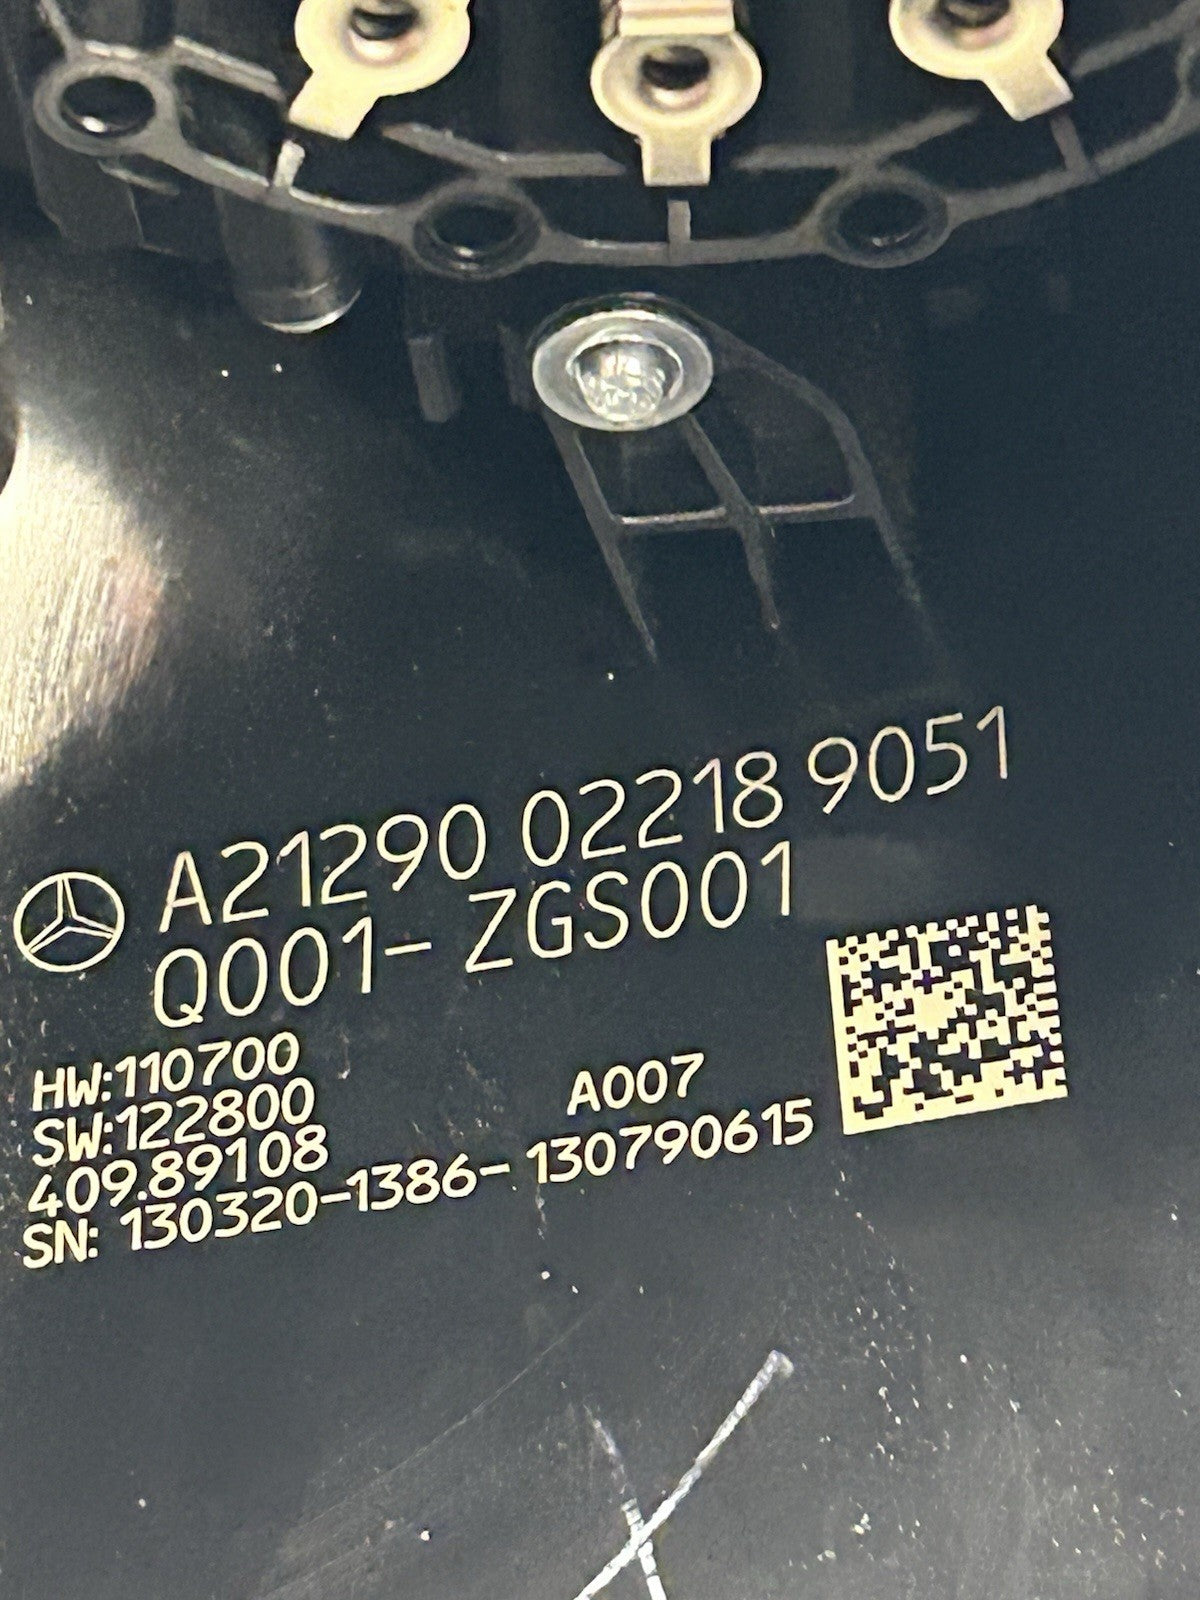 A21290 02218 9051
Q001- ZGS001
HW:110700
SW:122800 A007
409.89108
SN: 130320-1386- 130790615